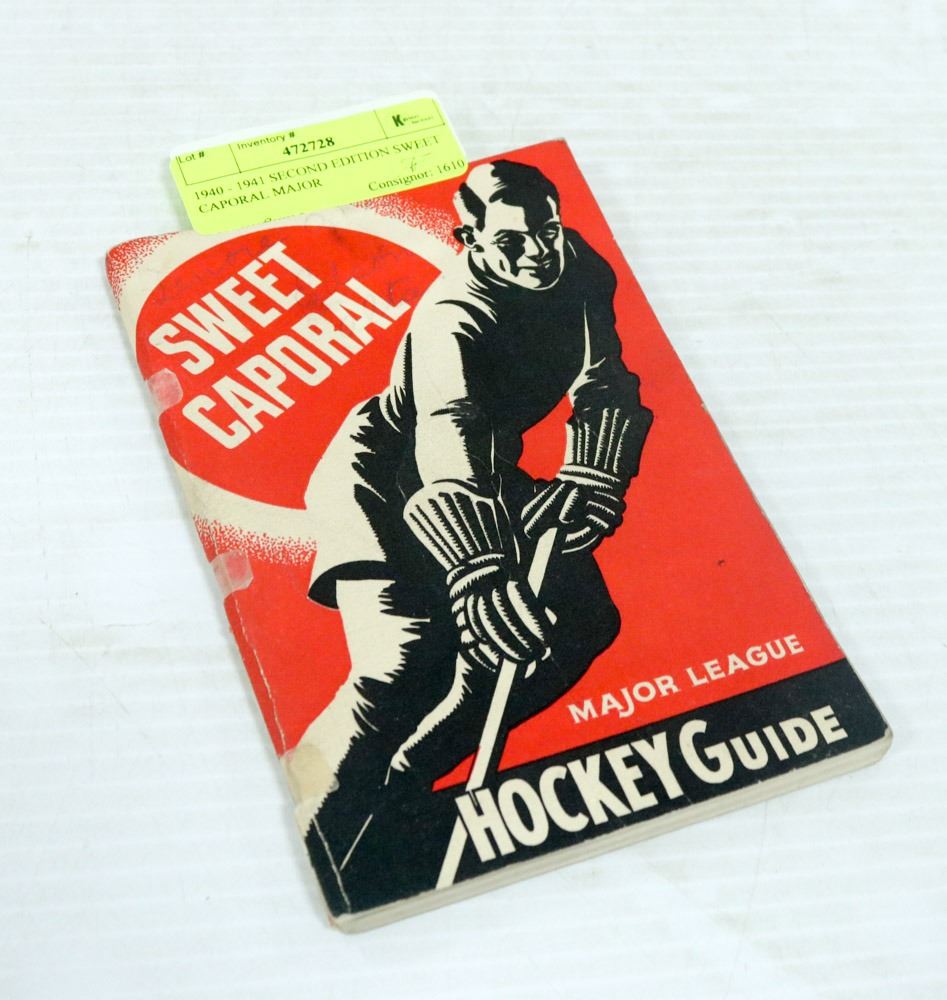 Lot #
Inventory #
472728
1940 - 1941 SECOND EDITION SWEET
CAPORAL MAJOR
Consignor: 1610
SWEET
CAPORAL
MAJOR LEAGUE
HOCKEY GUIDE